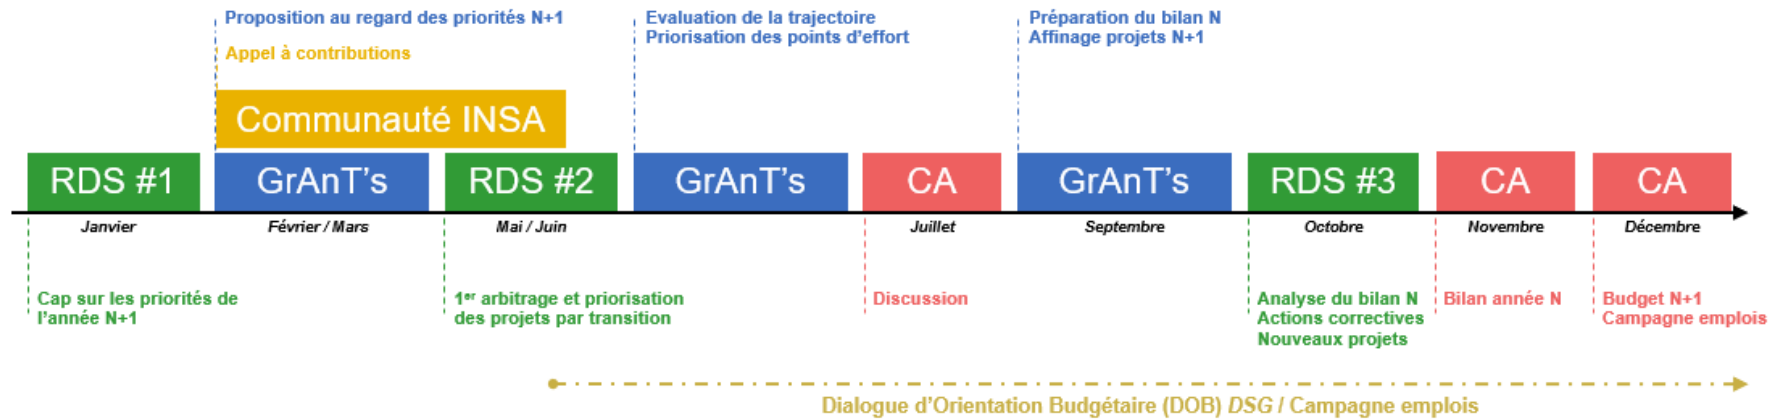 Proposition au regard des priorités N+1
Appel à contributions
Evaluation de la trajectoire
Priorisation des points d'effort
Préparation du bilan N
Affinage projets N+1
Communauté INSA
RDS #1
GrAnT's
RDS #2
GrAnT's
CA
GrAnT's
RDS #3
CA
CA
Janvier
Février / Mars
Mai / Juin
Juillet
Septembre
Octobre
Novembre
Décembre
Cap sur les priorités de
l'année N+1
1er arbitrage et priorisation
des projets par transition
Discussion
Analyse du bilan N
Actions correctives
Nouveaux projets
Bilan année N
Budget N+1
Campagne emplois
Dialogue d'Orientation Budgétaire (DOB) DSG / Campagne emplois